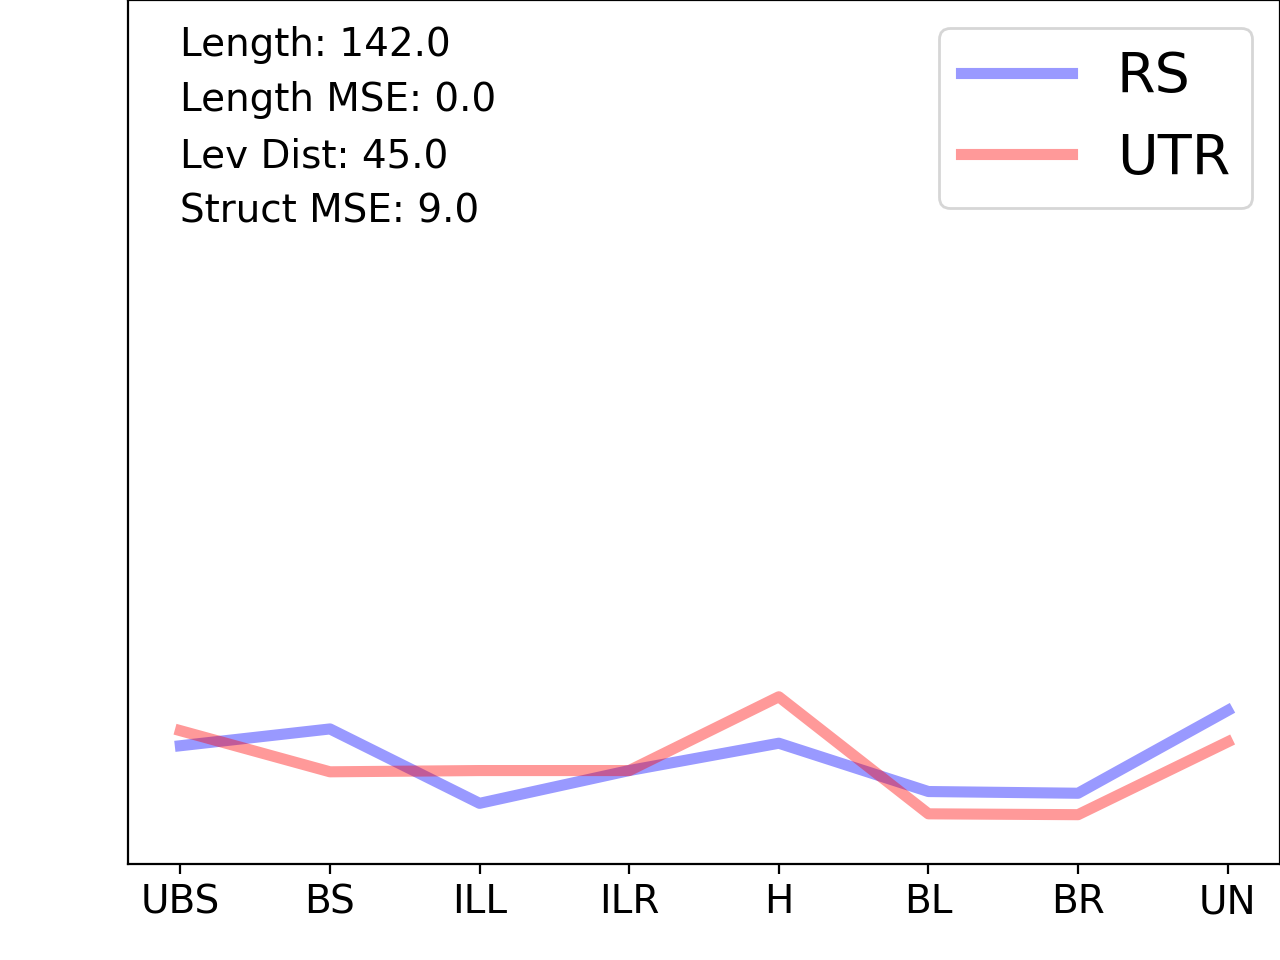 Length: 142.0
Length MSE: 0.0
Lev Dist: 45.0
Struct MSE: 9.0
RS
UTR
UBS BS ILL ILR H BL BR UN